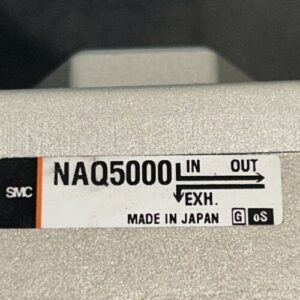 SMC NAQ5000 IN OUT
EXH.
MADE IN JAPAN G oS